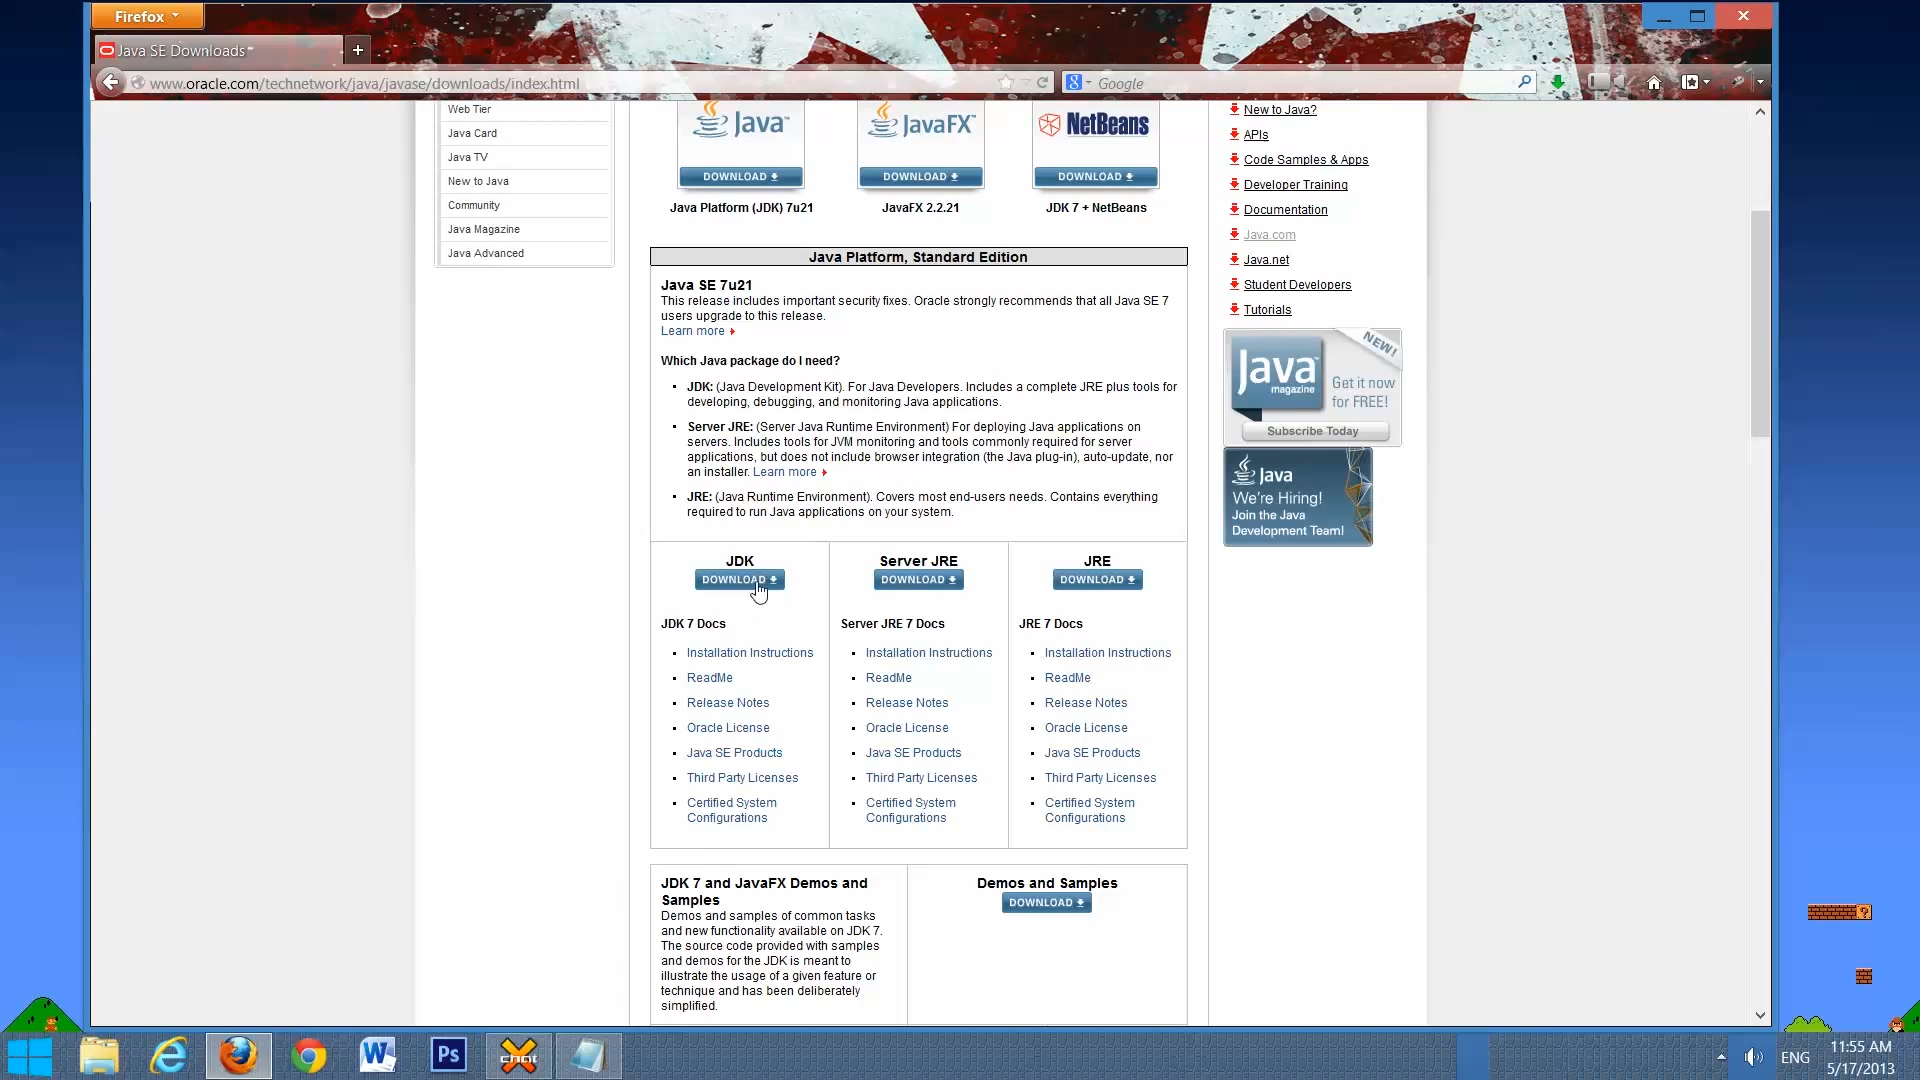 Firefox
Java SE Downloads
+
www.oracle.com/technetwork/java/javase/downloads/index.html
Google
Web Tier
Java Card
Java TV
New to Java
Community
Java Magazine
Java Advanced
Java™
JavaFX™
NetBeans
DOWNLOAD
DOWNLOAD
DOWNLOAD
Java Platform (JDK) 7u21
JavaFX 2.2.21
JDK 7 + NetBeans
Java Platform, Standard Edition
Java SE 7u21
This release includes important security fixes. Oracle strongly recommends that all Java SE 7
users upgrade to this release.
Learn more
Which Java package do I need?
JDK: (Java Development Kit). For Java Developers. Includes a complete JRE plus tools for
developing, debugging, and monitoring Java applications.
Server JRE: (Server Java Runtime Environment) For deploying Java applications on
servers. Includes tools for JVM monitoring and tools commonly required for server
applications, but does not include browser integration (the Java plug-in), auto-update, nor
an installer. Learn more
JRE: (Java Runtime Environment). Covers most end-users needs. Contains everything
required to run Java applications on your system.
JDK
DOWNLOAD
JDK 7 Docs
Installation Instructions
ReadMe
Release Notes
Oracle License
Java SE Products
Third Party Licenses
Certified System
Configurations
Server JRE
DOWNLOAD
Server JRE 7 Docs
Installation Instructions
ReadMe
Release Notes
Oracle License
Java SE Products
Third Party Licenses
Certified System
Configurations
JRE
DOWNLOAD
JRE 7 Docs
Installation Instructions
ReadMe
Release Notes
Oracle License
Java SE Products
Third Party Licenses
Certified System
Configurations
JDK 7 and JavaFX Demos and
Samples
Demos and samples of common tasks
and new functionality available on JDK 7.
The source code provided with samples
and demos for the JDK is meant to
illustrate the usage of a given feature or
technique and has been deliberately
simplified.
Demos and Samples
DOWNLOAD
New to Java?
APIs
Code Samples & Apps
Developer Training
Documentation
Java.com
Java.net
Student Developers
Tutorials
NEW!
Java
magazine
Get it now
for FREE!
Subscribe Today
Java
We're Hiring!
Join the Java
Development Team!
Ps
chat
ENG
11:55 AM
5/17/2013